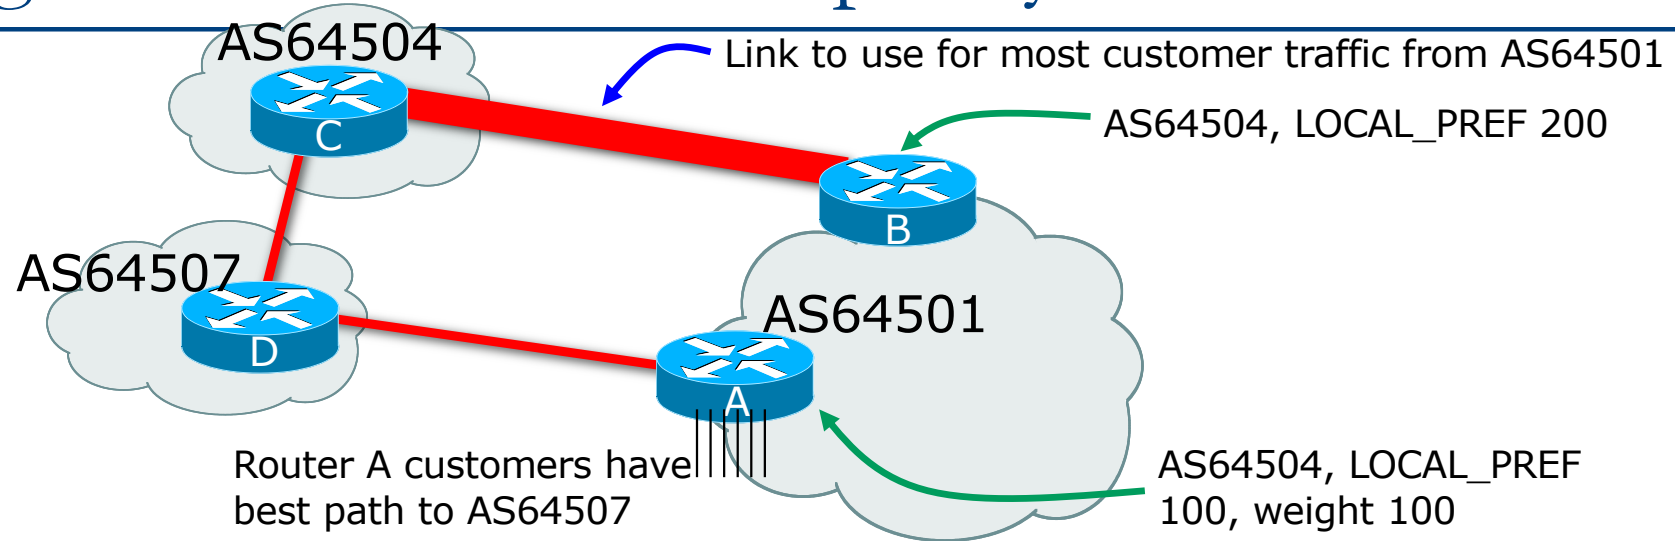 AS64504
Link to use for most customer traffic from AS64501
AS64504, LOCAL_PREF 200
C
B
AS64507
AS64501
D
A
Router A customers have
best path to AS64507
AS64504, LOCAL_PREF
100, weight 100